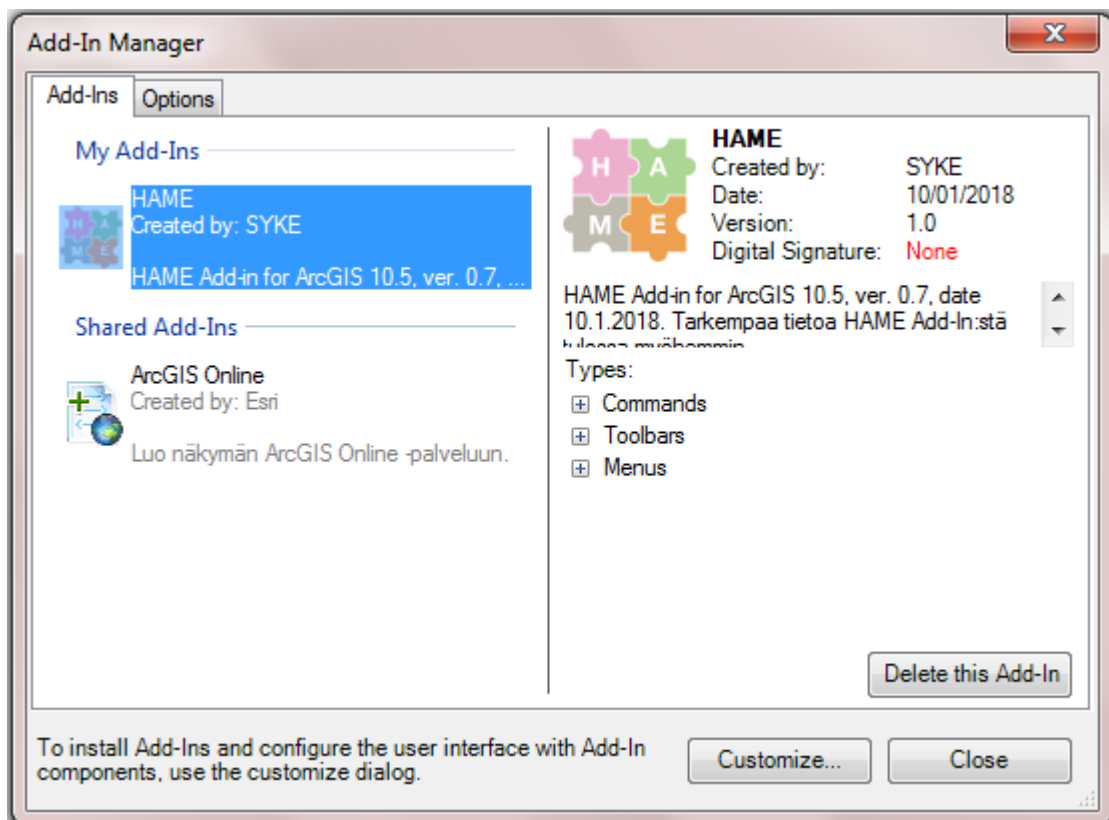 Add-In Manager
Add-Ins
Options
My Add-Ins
HAME
Created by: SYKE
HAME Add-in for ArcGIS 10.5, ver. 0.7, ...
Shared Add-Ins
ArcGIS Online
Created by: Esri
Luo näkymän ArcGIS Online -palveluun.
H A
M E
HAME
Created by: SYKE
Date: 10/01/2018
Version: 1.0
Digital Signature: None
HAME Add-in for ArcGIS 10.5, ver. 0.7, date
10.1.2018. Tarkempaa tietoa HAME Add-In:stä
Types:
Commands
Toolbars
Menus
Delete this Add-In
To install Add-Ins and configure the user interface with Add-In
components, use the customize dialog.
Customize...
Close